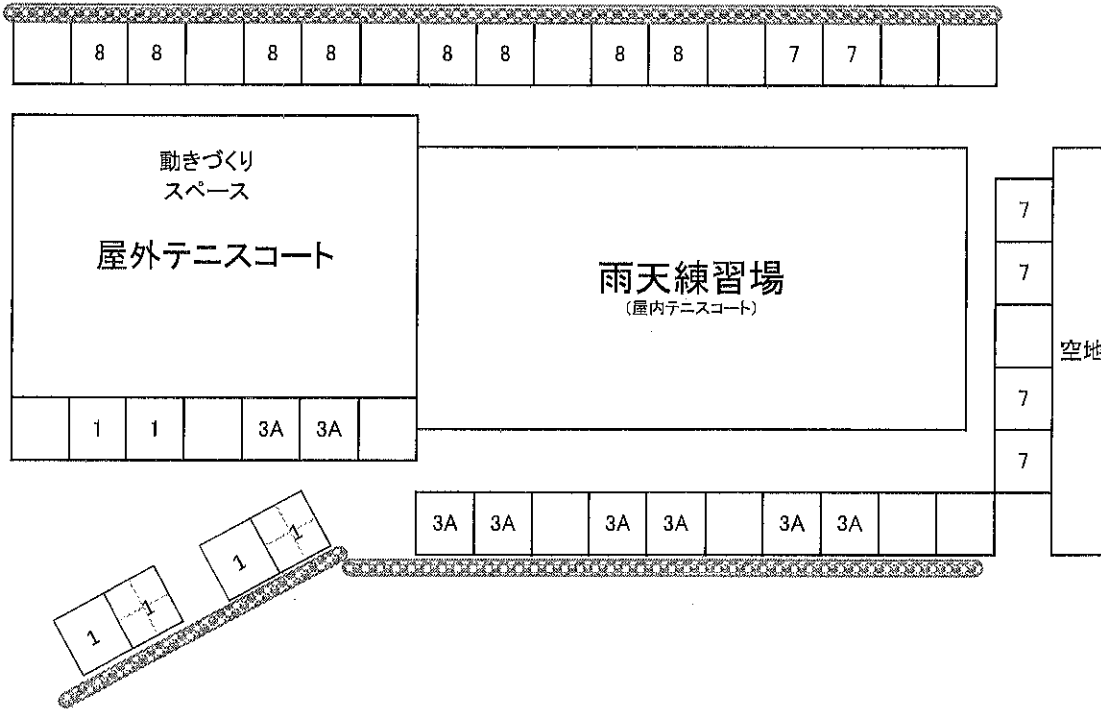 8 8 8 8 8 8 8 8 7 7
動きづくり
スペース
屋外テニスコート
雨天練習場
(屋内テニスコート)
7
7
空地
7
7
1 1 3A 3A
3A 3A 3A 3A 3A 3A
1 1
1 1